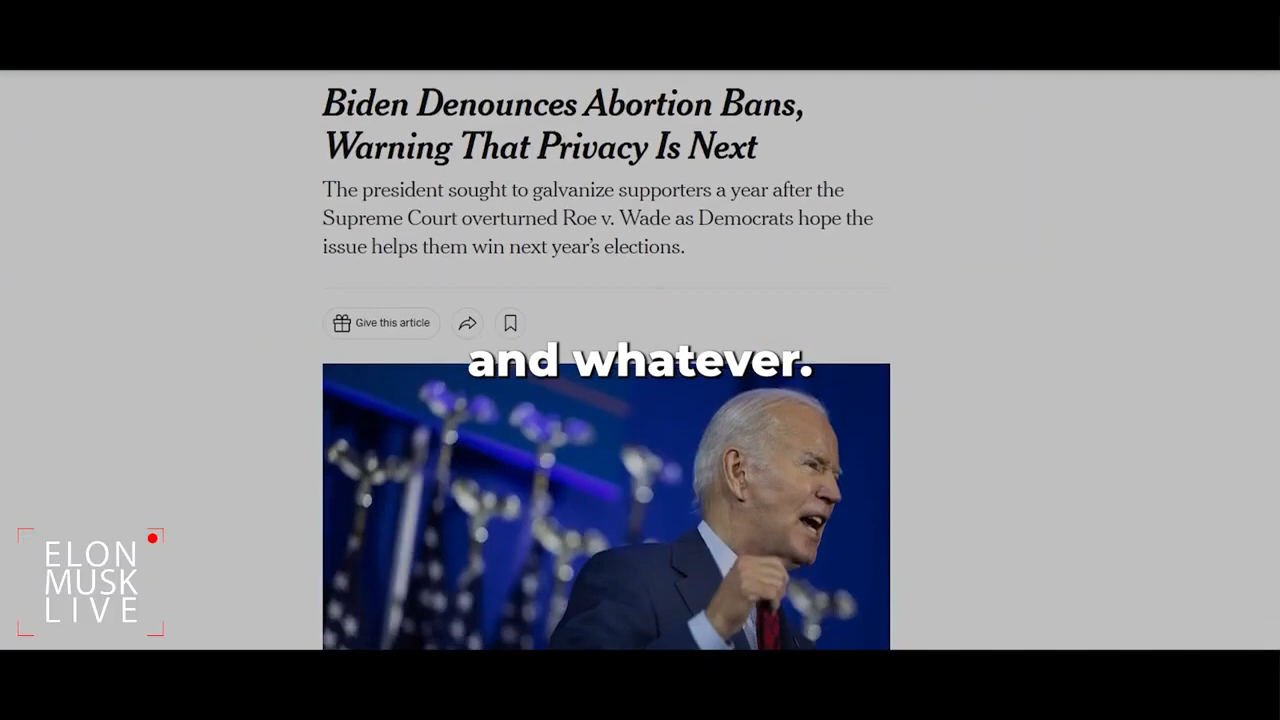 Biden Denounces Abortion Bans,
Warning That Privacy Is Next
The president sought to galvanize supporters a year after the
Supreme Court overturned Roe v. Wade as Democrats hope the
issue helps them win next year’s elections.
Give this article
and whatever.
ELON
MUSK
LIVE